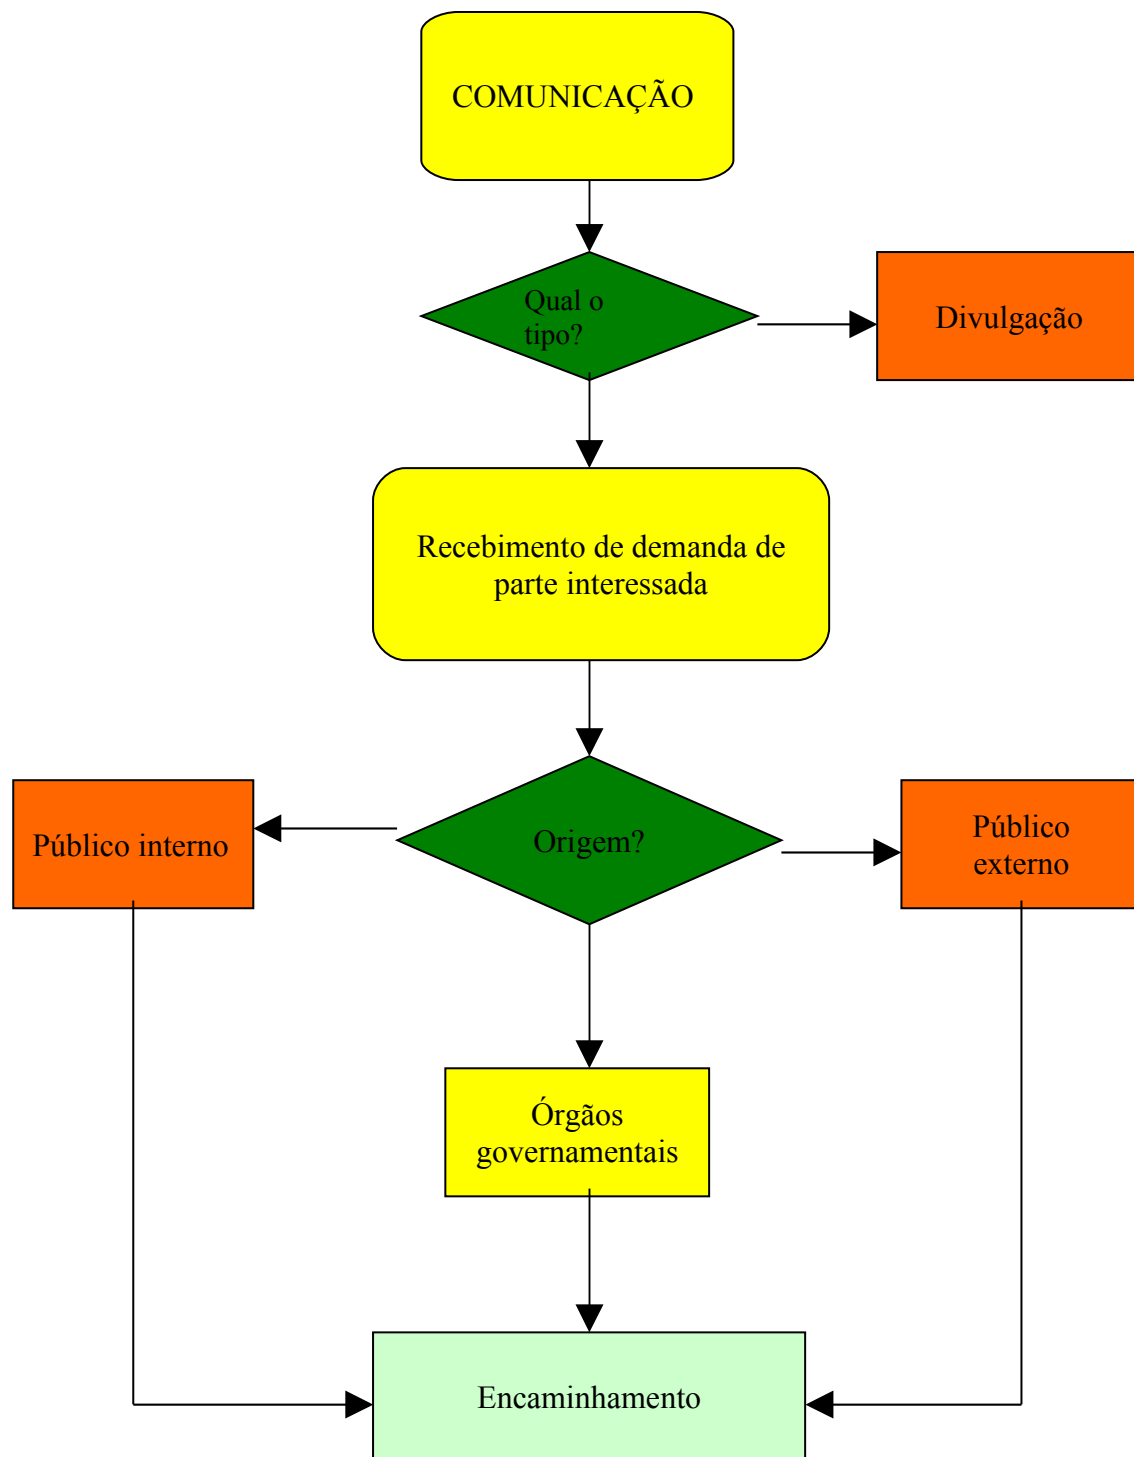 COMUNICAÇÃO
Qual o
tipo?
Divulgação
Recebimento de demanda de
parte interessada
Público interno
Origem?
Público
externo
Órgãos
governamentais
Encaminhamento